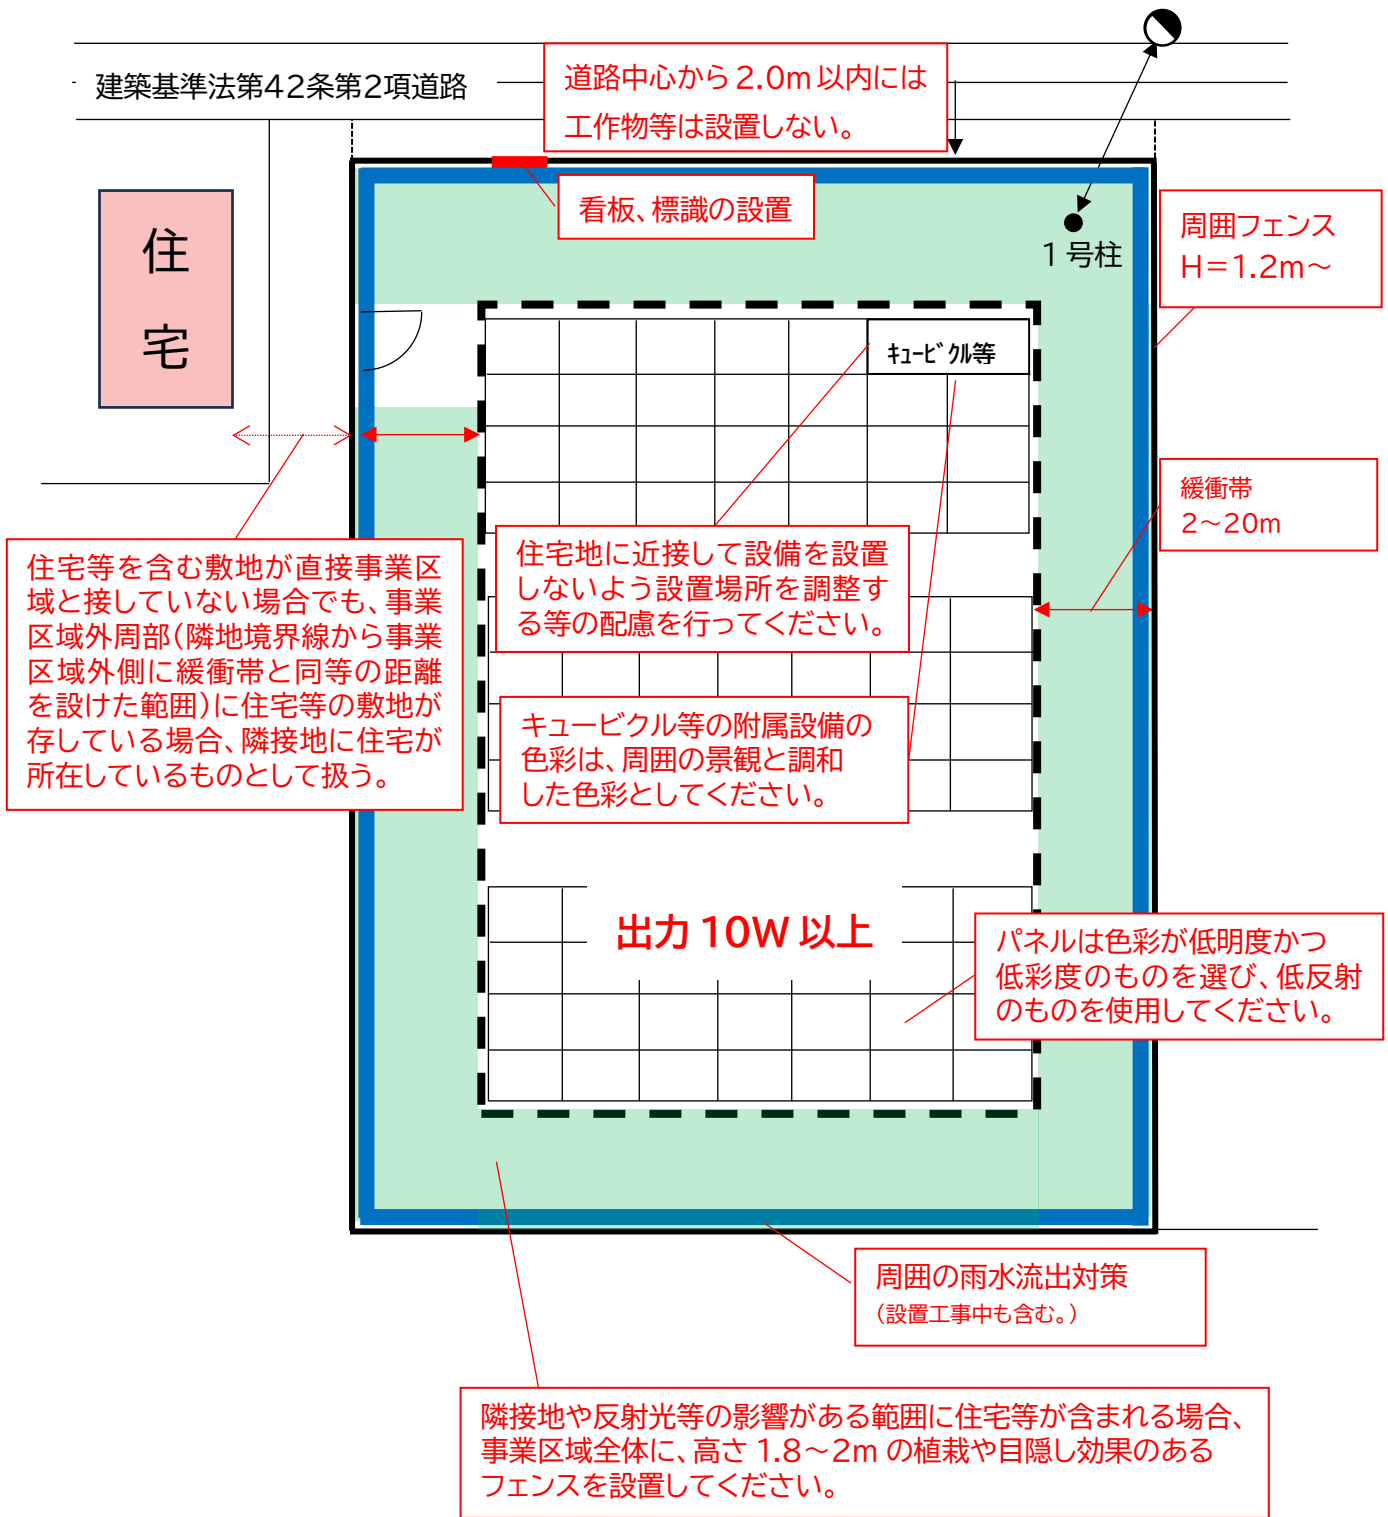 建築基準法第42条第2項道路
道路中心から2.0m以内には
工作物等は設置しない。
看板、標識の設置
住
宅
1号柱
周囲フェンス
H=1.2m～
ｷｭｰﾋﾞｸﾙ等
緩衝帯
2～20m
住宅等を含む敷地が直接事業区
域と接していない場合でも、事業
区域外周部(隣地境界線から事業
区域外側に緩衝帯と同等の距離
を設けた範囲)に住宅等の敷地が
存している場合、隣接地に住宅が
所在しているものとして扱う。
住宅地に近接して設備を設置
しないよう設置場所を調整す
る等の配慮を行ってください。
キュービクル等の附属設備の
色彩は、周囲の景観と調和
した色彩としてください。
出力10W以上
パネルは色彩が低明度かつ
低彩度のものを選び、低反射
のものを使用してください。
周囲の雨水流出対策
(設置工事中も含む。)
隣接地や反射光等の影響がある範囲に住宅等が含まれる場合、
事業区域全体に、高さ1.8～2mの植栽や目隠し効果のある
フェンスを設置してください。